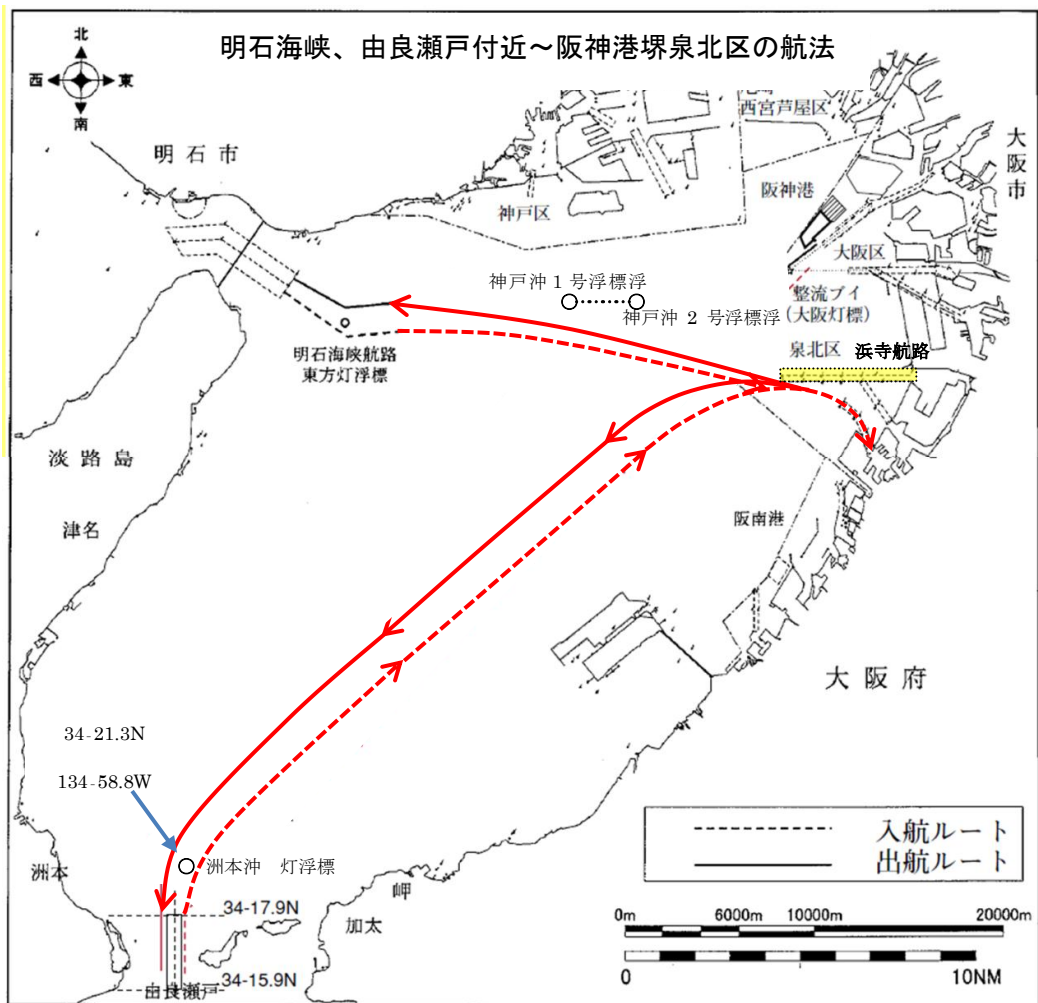 明石海峡、由良瀬戸付近~阪神港堺泉北区の航法
北
西
東
南
西宮芦屋区
大阪市
明石市
阪神港
神戸区
大阪区
神戸沖1号浮標浮
整流ブイ
神戸沖 2 号浮標浮
(大阪灯標)
明石海峡航路
東方灯浮標
泉北区
浜寺航路
淡路島
津名
阪南港
大阪府
34-21.3N
134-58.8W
入航ルート
出航ルート
洲本沖 灯浮標
洲本
岬
加太
34-17.9N
34-15.9N
由良瀬戸
0m 6000m 10000m 20000m
0 10NM